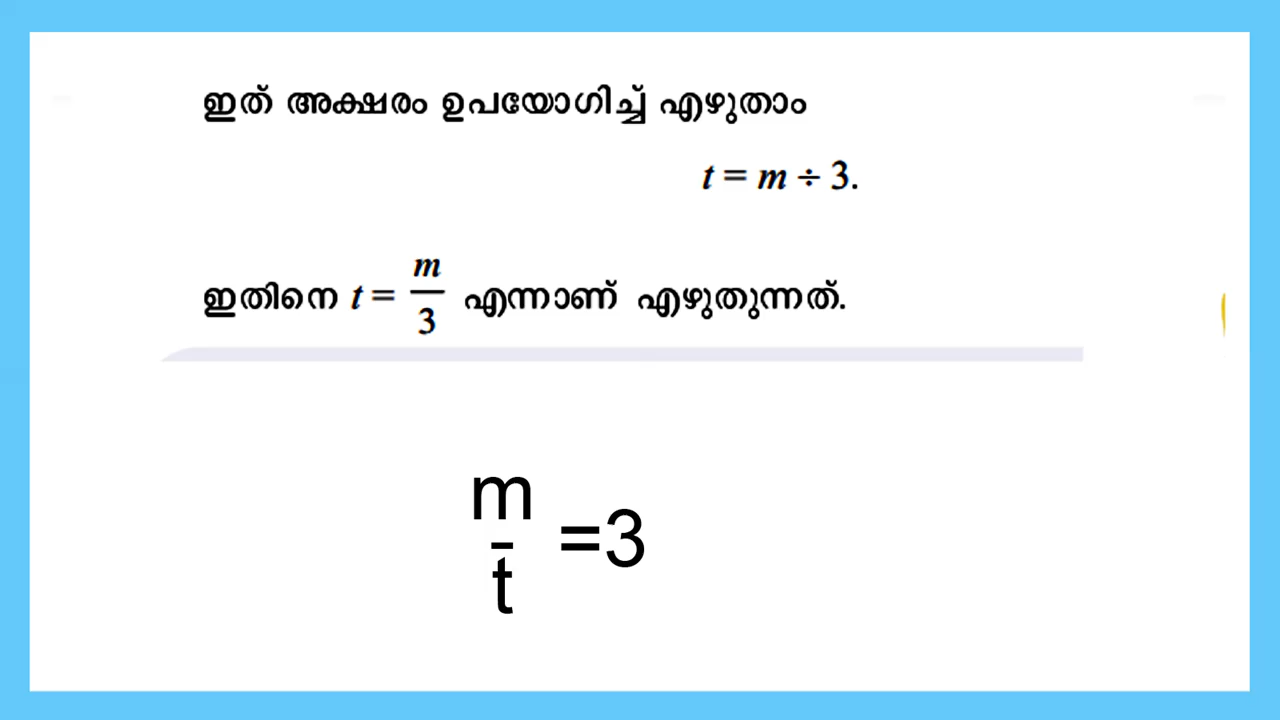 ഇത് അക്ഷരം ഉപയോഗിച്ച് എഴുതാം
t = m ÷ 3.
ഇതിനെ t = m/3 എന്നാണ് എഴുതുന്നത്.
m/t =3